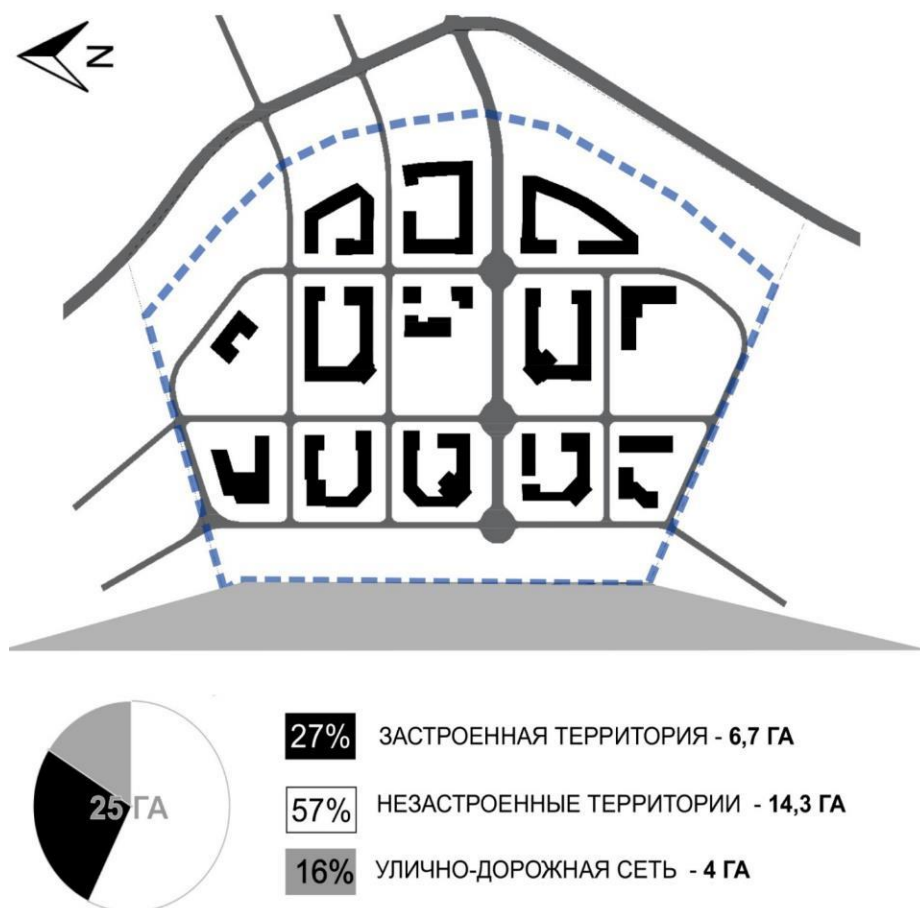 N
25 ГА
27% ЗАСТРОЕННАЯ ТЕРРИТОРИЯ - 6,7 ГА
57% НЕЗАСТРОЕННЫЕ ТЕРРИТОРИИ - 14,3 ГА
16% УЛИЧНО-ДОРОЖНАЯ СЕТЬ - 4 ГА